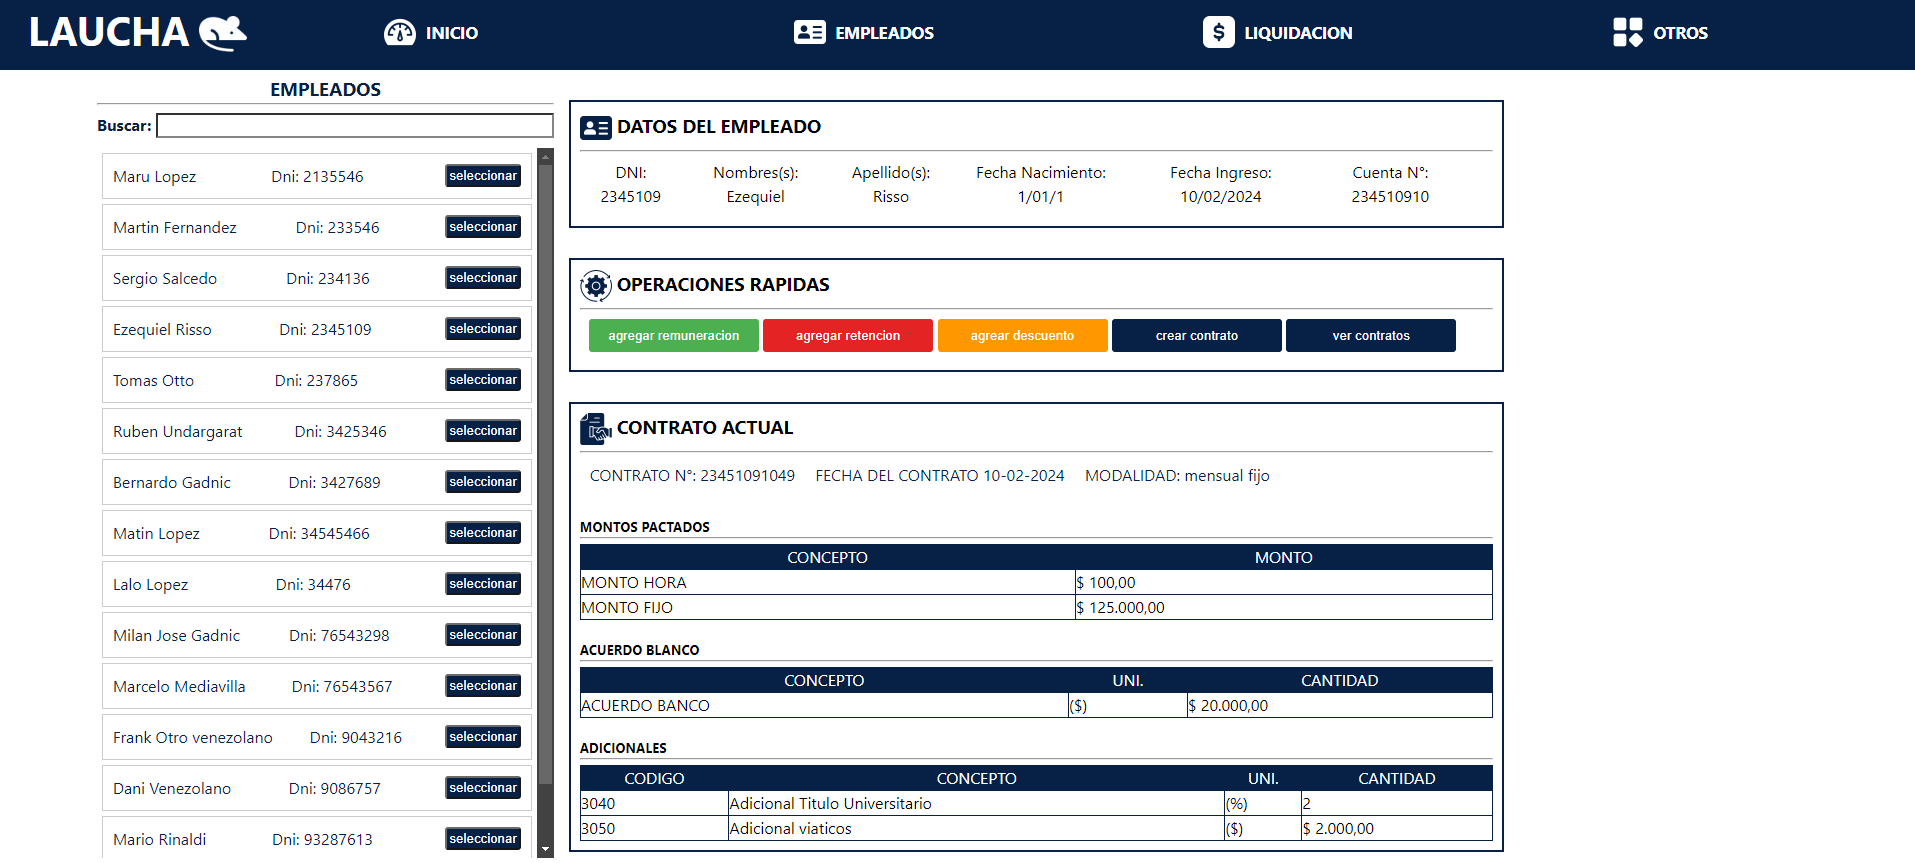 LAUCHA
INICIO
EMPLEADOS
LIQUIDACION
OTROS
EMPLEADOS
Buscar:
Maru Lopez Dni: 2135546 seleccionar
Martin Fernandez Dni: 233546 seleccionar
Sergio Salcedo Dni: 234136 seleccionar
Ezequiel Risso Dni: 2345109 seleccionar
Tomas Otto Dni: 237865 seleccionar
Ruben Undargarat Dni: 3425346 seleccionar
Bernardo Gadnic Dni: 3427689 seleccionar
Matin Lopez Dni: 34545466 seleccionar
Lalo Lopez Dni: 34476 seleccionar
Milan Jose Gadnic Dni: 76543298 seleccionar
Marcelo Mediavilla Dni: 76543567 seleccionar
Frank Otro venezolano Dni: 9043216 seleccionar
Dani Venezolano Dni: 9086757 seleccionar
Mario Rinaldi Dni: 93287613 seleccionar
DATOS DEL EMPLEADO
DNI: Nombres(s): Apellido(s): Fecha Nacimiento: Fecha Ingreso: Cuenta N°:
2345109 Ezequiel Risso 1/01/1 10/02/2024 234510910
OPERACIONES RAPIDAS
agregar remuneracion agregar retencion agrear descuento crear contrato ver contratos
CONTRATO ACTUAL
CONTRATO N°: 23451091049 FECHA DEL CONTRATO 10-02-2024 MODALIDAD: mensual fijo
MONTOS PACTADOS
CONCEPTO MONTO
MONTO HORA $ 100,00
MONTO FIJO $ 125.000,00
ACUERDO BLANCO
CONCEPTO UNI. CANTIDAD
ACUERDO BANCO ($) $ 20.000,00
ADICIONALES
CODIGO CONCEPTO UNI. CANTIDAD
3040 Adicional Titulo Universitario (%) 2
3050 Adicional viaticos ($) $ 2.000,00